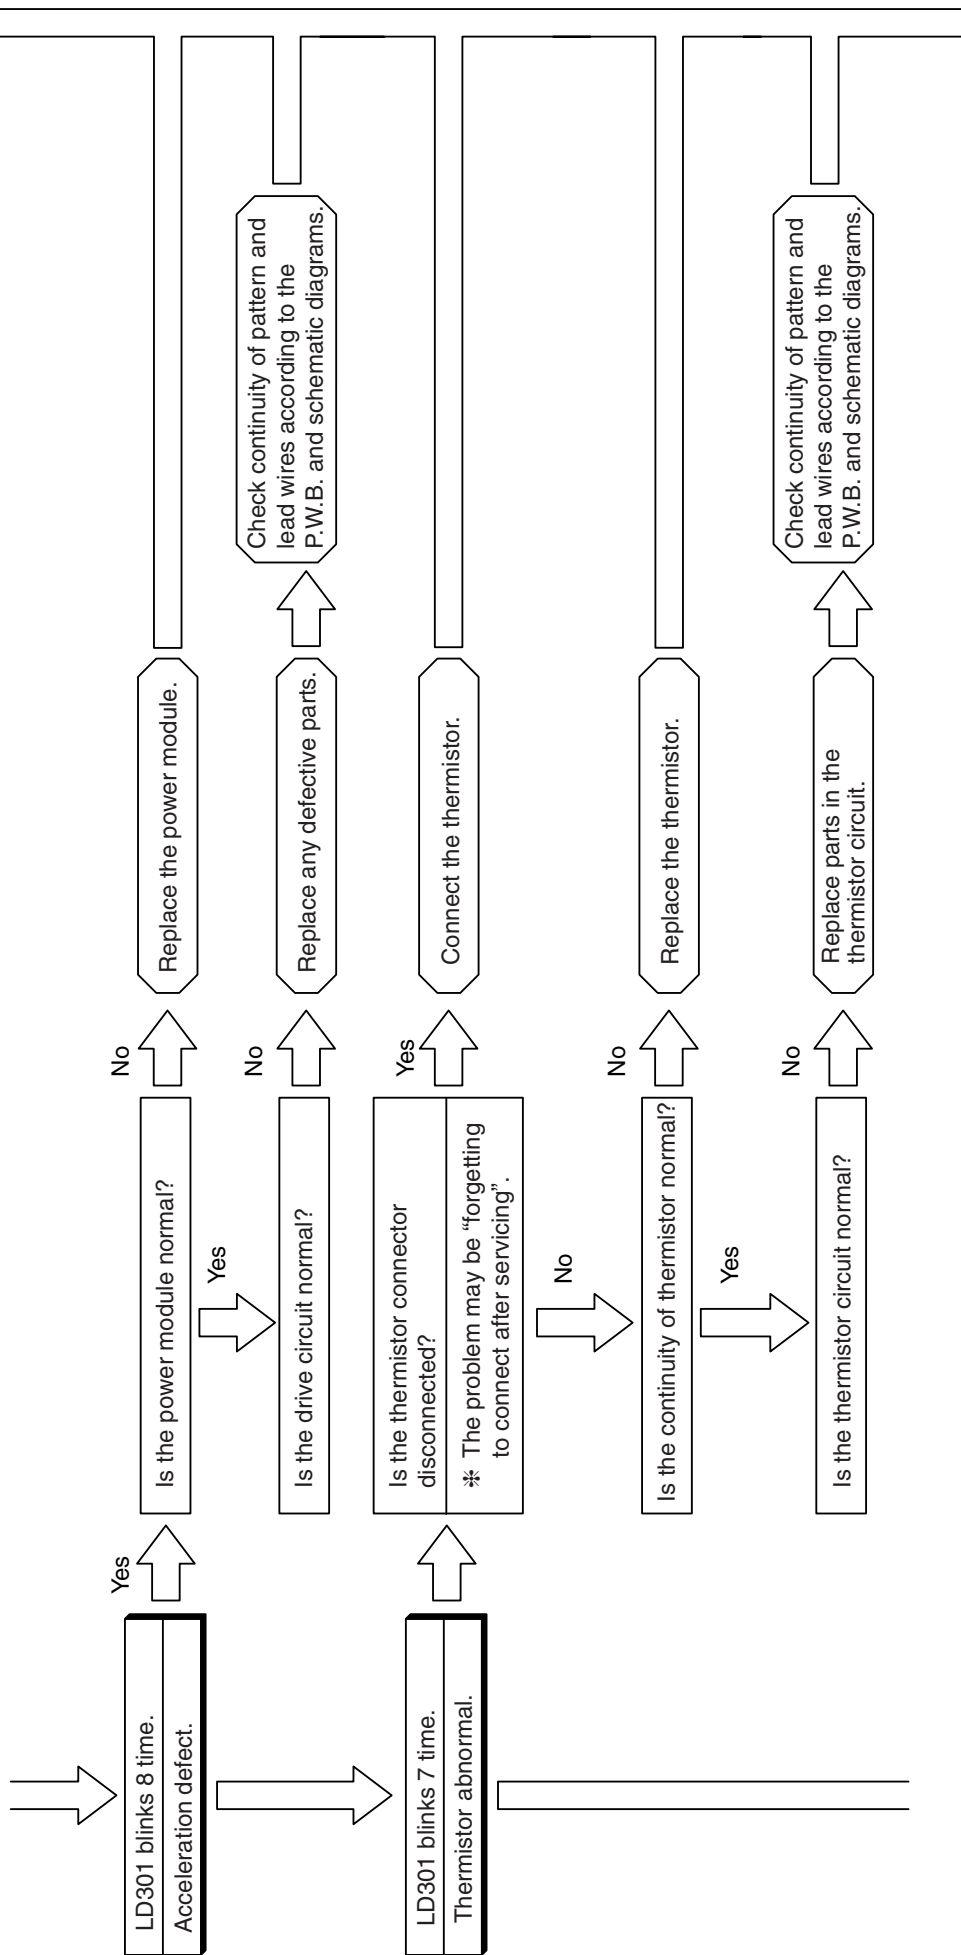 LD301 blinks 8 time.
Acceleration defect.
Yes
Is the power module normal?
No
Replace the power module.
Yes
Is the drive circuit normal?
No
Replace any defective parts.
Check continuity of pattern and
lead wires according to the
P.W.B. and schematic diagrams.
LD301 blinks 7 time.
Thermistor abnormal.
Is the thermistor connector
disconnected?
❇ The problem may be “forgetting
to connect after servicing”.
Yes
Connect the thermistor.
No
Is the continuity of thermistor normal?
No
Replace the thermistor.
Yes
Is the thermistor circuit normal?
No
Replace parts in the
thermistor circuit.
Check continuity of pattern and
lead wires according to the
P.W.B. and schematic diagrams.